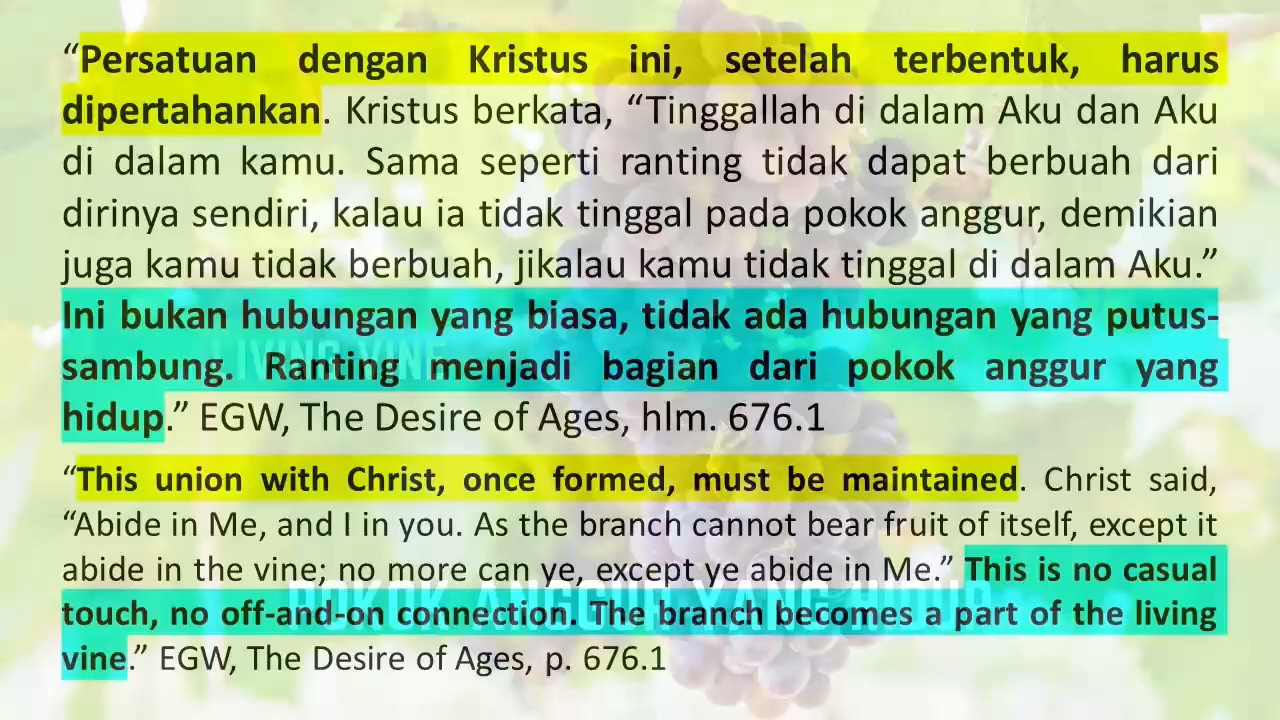 “Persatuan dengan Kristus ini, setelah terbentuk, harus
dipertahankan. Kristus berkata, “Tinggallah di dalam Aku dan Aku
di dalam kamu. Sama seperti ranting tidak dapat berbuah dari
dirinya sendiri, kalau ia tidak tinggal pada pokok anggur, demikian
juga kamu tidak berbuah, jikalau kamu tidak tinggal di dalam Aku.”
Ini bukan hubungan yang biasa, tidak ada hubungan yang putus-
LIVING VINE
sambung. Ranting menjadi bagian dari pokok anggur yang
hidup.” EGW, The Desire of Ages, hlm. 676.1
“This union with Christ, once formed, must be maintained. Christ said,
“Abide in Me, and I in you. As the branch cannot bear fruit of itself, except it
abide in the vine; no more can ye, except ye abide in Me.” This is no casual
POKOK ANGGUR YANG HIDUP
touch, no off-and-on connection. The branch becomes a part of the living
vine.” EGW, The Desire of Ages, p. 676.1